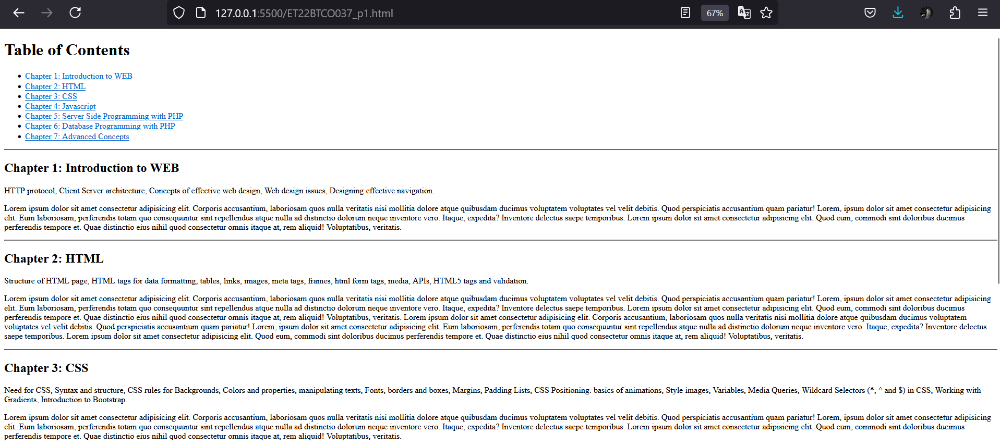 127.0.0.1:5500/ET22BTCO037_p1.html
67%
Table of Contents
Chapter 1: Introduction to WEB
Chapter 2: HTML
Chapter 3: CSS
Chapter 4: Javascript
Chapter 5: Server Side Programming with PHP
Chapter 6: Database Programming with PHP
Chapter 7: Advanced Concepts
Chapter 1: Introduction to WEB
HTTP protocol, Client Server architecture, Concepts of effective web design, Web design issues, Designing effective navigation.
Lorem ipsum dolor sit amet consectetur adipisicing elit. Corporis accusantium, laboriosam quos nulla veritatis nisi mollitia dolore atque quibusdam ducimus voluptatem voluptates vel velit debitis. Quod perspiciatis accusantium quam pariatur! Lorem, ipsum dolor sit amet consectetur adipisicing
elit. Eum laboriosam, perferendis totam quo consequuntur sint repellendus atque nulla ad distinctio dolorum neque inventore vero. Itaque, expedita? Inventore delectus saepe temporibus. Lorem ipsum dolor sit amet consectetur adipisicing elit. Quod eum, commodi sint doloribus ducimus
perferendis tempore et. Quae distinctio eius nihil quod consectetur omnis itaque at, rem aliquid! Voluptatibus, veritatis.
Chapter 2: HTML
Structure of HTML page, HTML tags for data formatting, tables, links, images, meta tags, frames, html form tags, media, APIs, HTML5 tags and validation.
Lorem ipsum dolor sit amet consectetur adipisicing elit. Corporis accusantium, laboriosam quos nulla veritatis nisi mollitia dolore atque quibusdam ducimus voluptatem voluptates vel velit debitis. Quod perspiciatis accusantium quam pariatur! Lorem, ipsum dolor sit amet consectetur adipisicing
elit. Eum laboriosam, perferendis totam quo consequuntur sint repellendus atque nulla ad distinctio dolorum neque inventore vero. Itaque, expedita? Inventore delectus saepe temporibus. Lorem ipsum dolor sit amet consectetur adipisicing elit. Quod eum, commodi sint doloribus ducimus
perferendis tempore et. Quae distinctio eius nihil quod consectetur omnis itaque at, rem aliquid! Voluptatibus, veritatis. Lorem ipsum dolor sit amet consectetur adipisicing elit. Corporis accusantium, laboriosam quos nulla veritatis nisi mollitia dolore atque quibusdam ducimus voluptatem
voluptates vel velit debitis. Quod perspiciatis accusantium quam pariatur! Lorem, ipsum dolor sit amet consectetur adipisicing elit. Eum laboriosam, perferendis totam quo consequuntur sint repellendus atque nulla ad distinctio dolorum neque inventore vero. Itaque, expedita? Inventore delectus
saepe temporibus. Lorem ipsum dolor sit amet consectetur adipisicing elit. Quod eum, commodi sint doloribus ducimus perferendis tempore et. Quae distinctio eius nihil quod consectetur omnis itaque at, rem aliquid! Voluptatibus, veritatis.
Chapter 3: CSS
Need for CSS, Syntax and structure, CSS rules for Backgrounds, Colors and properties, manipulating texts, Fonts, borders and boxes, Margins, Padding Lists, CSS Positioning. basics of animations, Style images, Variables, Media Queries, Wildcard Selectors (*, ^ and $) in CSS, Working with
Gradients, Introduction to Bootstrap.
Lorem ipsum dolor sit amet consectetur adipisicing elit. Corporis accusantium, laboriosam quos nulla veritatis nisi mollitia dolore atque quibusdam ducimus voluptatem voluptates vel velit debitis. Quod perspiciatis accusantium quam pariatur! Lorem, ipsum dolor sit amet consectetur adipisicing
elit. Eum laboriosam, perferendis totam quo consequuntur sint repellendus atque nulla ad distinctio dolorum neque inventore vero. Itaque, expedita? Inventore delectus saepe temporibus. Lorem ipsum dolor sit amet consectetur adipisicing elit. Quod eum, commodi sint doloribus ducimus
perferendis tempore et. Quae distinctio eius nihil quod consectetur omnis itaque at, rem aliquid! Voluptatibus, veritatis.